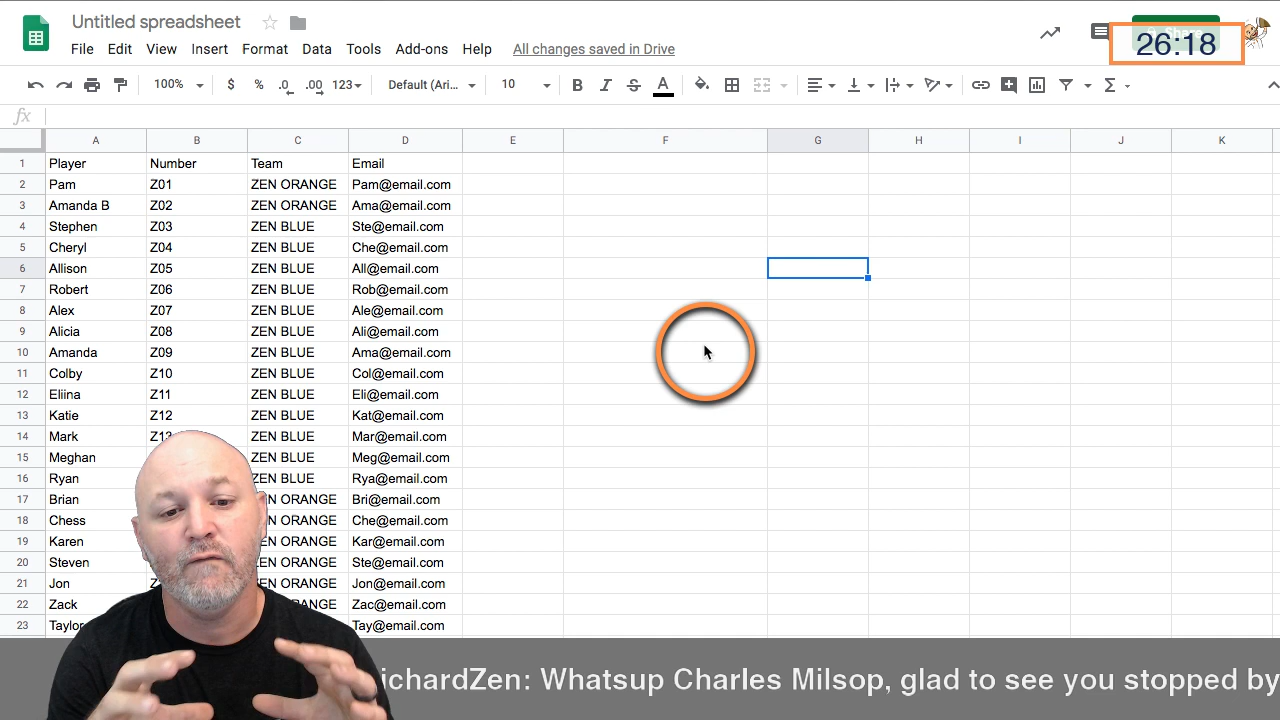 Untitled spreadsheet
26:18
File Edit View Insert Format Data Tools Add-ons Help All changes saved in Drive
100% $ % .0 .00 123 Default (Ari... 10 B I S A Σ
fx
A B C D E F G H I J K
1 Player Number Team Email
2 Pam Z01 ZEN ORANGE Pam@email.com
3 Amanda B Z02 ZEN ORANGE Ama@email.com
4 Stephen Z03 ZEN BLUE Ste@email.com
5 Cheryl Z04 ZEN BLUE Che@email.com
6 Allison Z05 ZEN BLUE All@email.com
7 Robert Z06 ZEN BLUE Rob@email.com
8 Alex Z07 ZEN BLUE Ale@email.com
9 Alicia Z08 ZEN BLUE Ali@email.com
10 Amanda Z09 ZEN BLUE Ama@email.com
11 Colby Z10 ZEN BLUE Col@email.com
12 Eliina Z11 ZEN BLUE Eli@email.com
13 Katie Z12 ZEN BLUE Kat@email.com
14 Mark Z13 ZEN BLUE Mar@email.com
15 Meghan ZEN BLUE Meg@email.com
16 Ryan ZEN BLUE Rya@email.com
17 Brian ORANGE Bri@email.com
18 Chess ORANGE Che@email.com
19 Karen ORANGE Kar@email.com
20 Steven ORANGE Ste@email.com
21 Jon ZEN ORANGE Jon@email.com
22 Zack Zac@email.com
23 Taylor Tay@email.com
ichardZen: Whatsup Charles Milsop, glad to see you stopped by